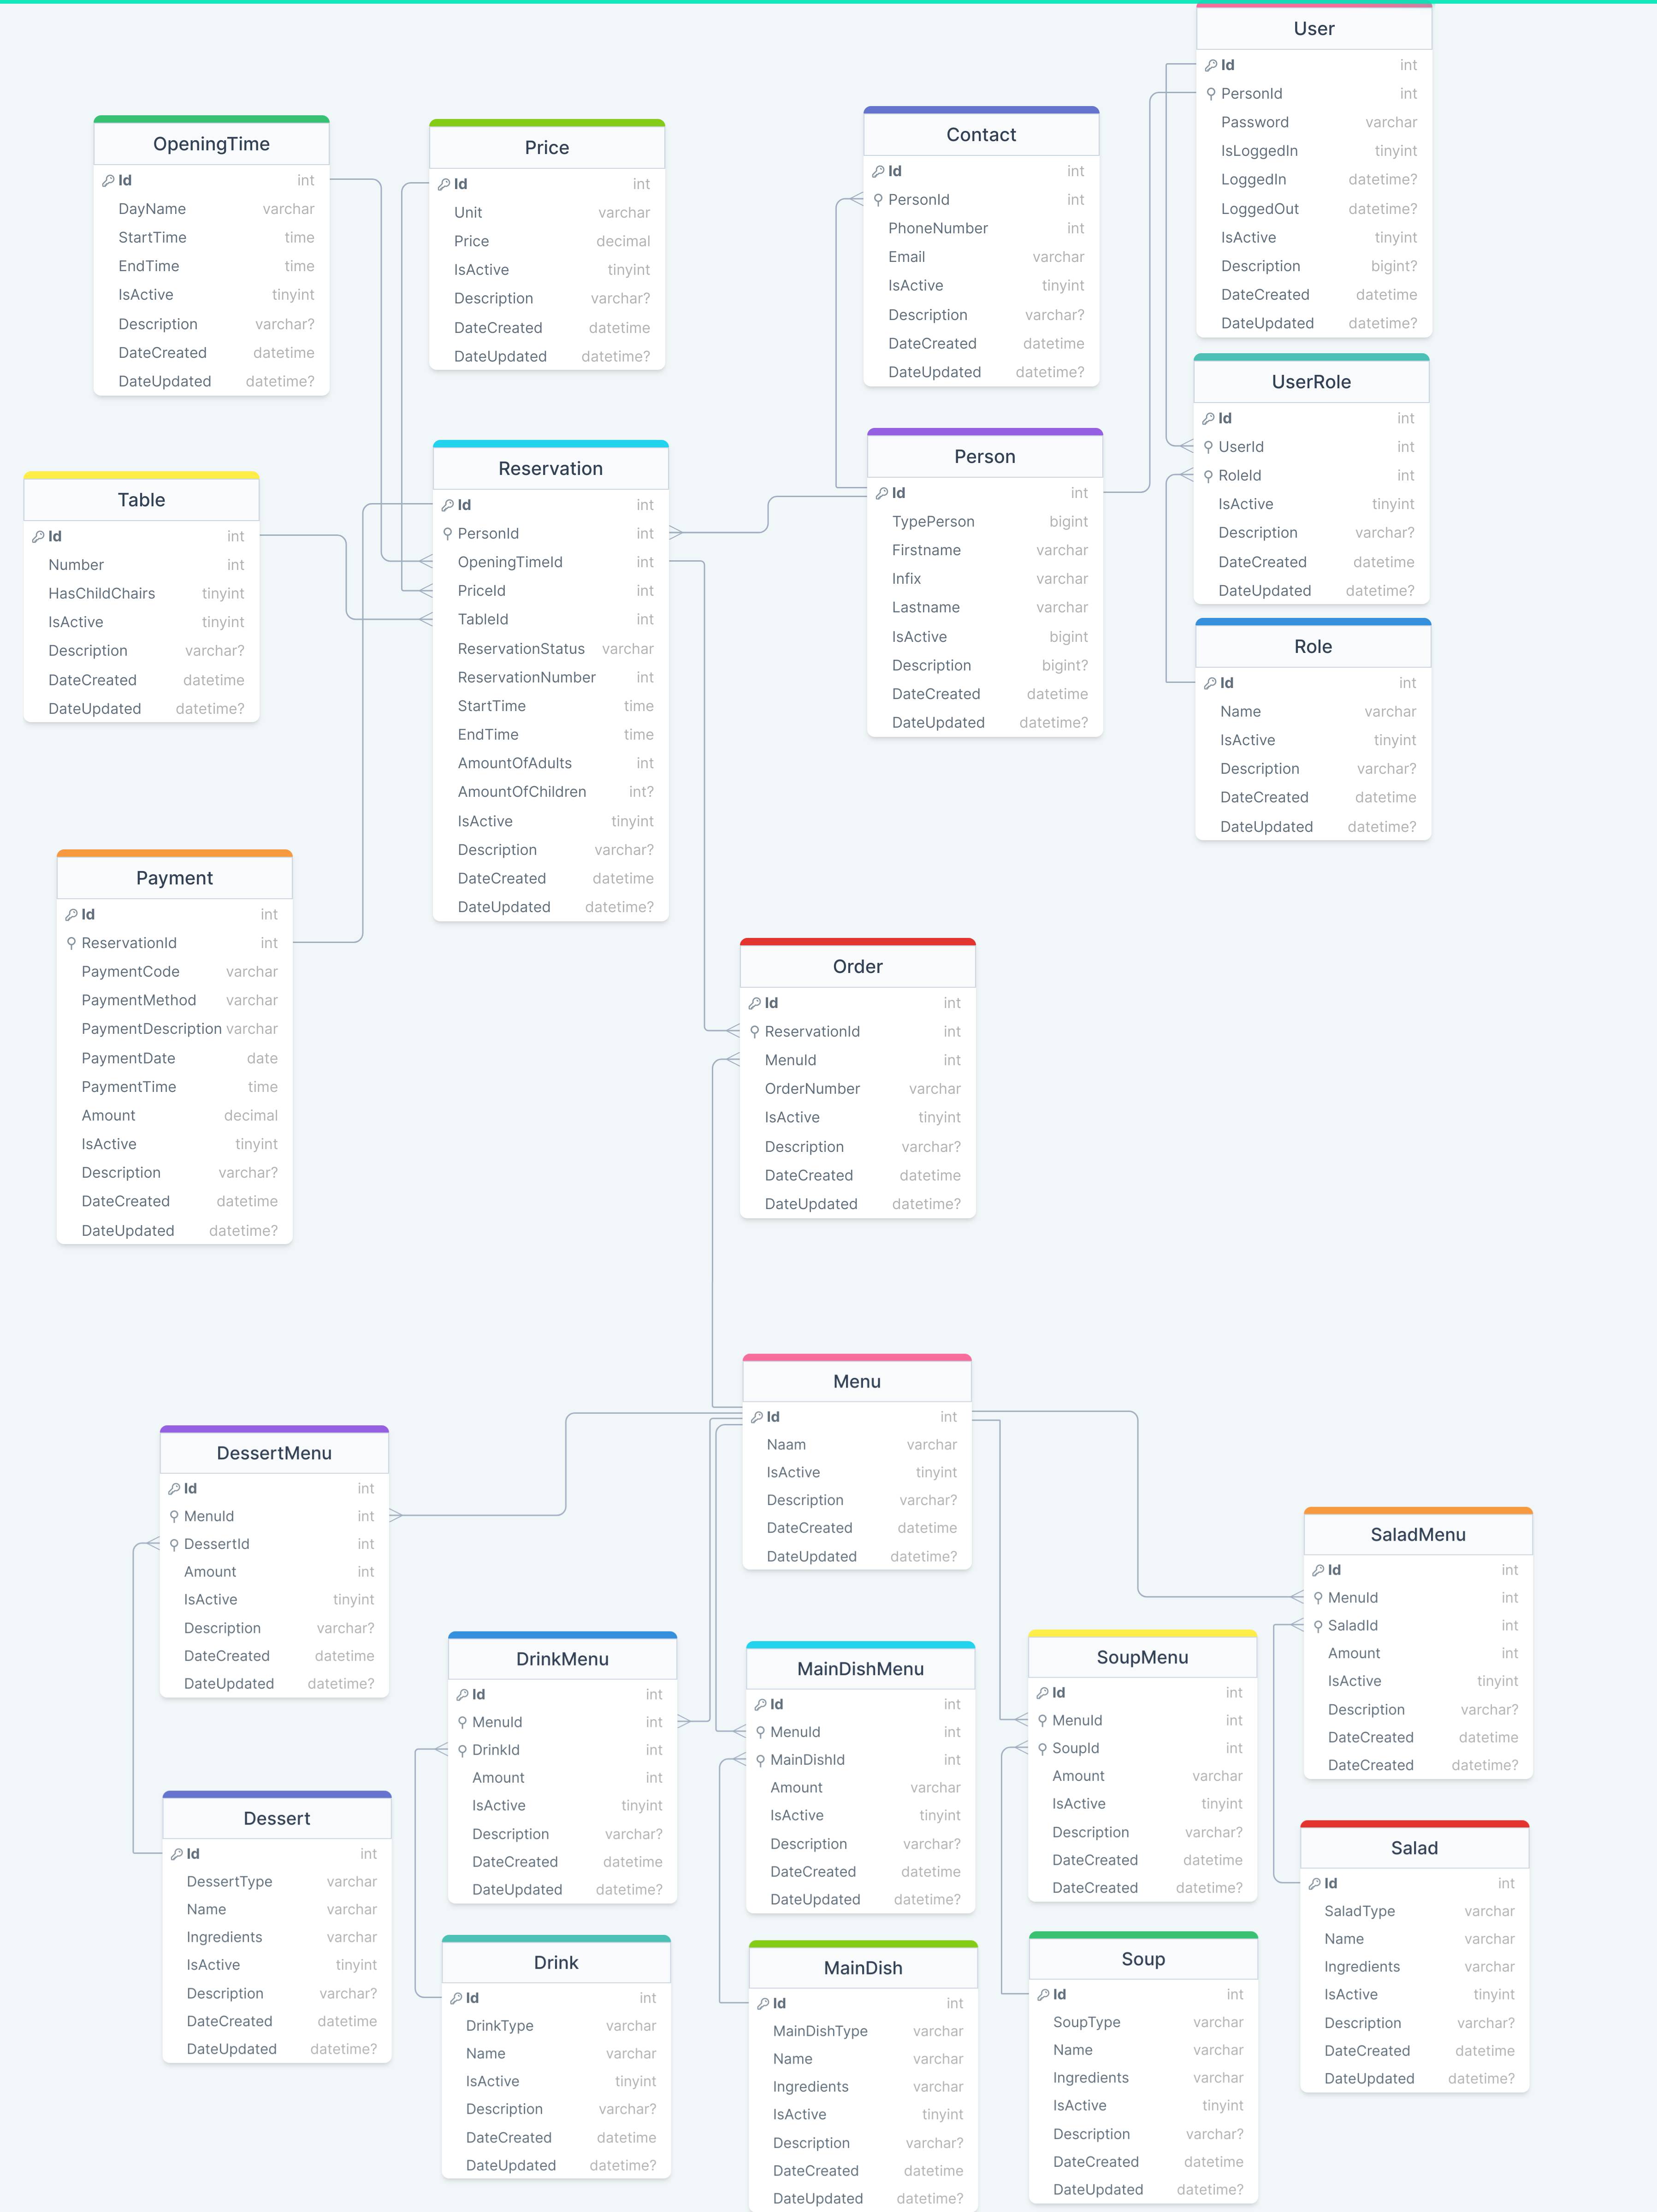 User
Id int
PersonId int
Password varchar
IsLoggedIn tinyint
LoggedIn datetime?
LoggedOut datetime?
IsActive tinyint
Description bigint?
DateCreated datetime
DateUpdated datetime?
OpeningTime
Id int
DayName varchar
StartTime time
EndTime time
IsActive tinyint
Description varchar?
DateCreated datetime
DateUpdated datetime?
Price
Id int
Unit varchar
Price decimal
IsActive tinyint
Description varchar?
DateCreated datetime
DateUpdated datetime?
Contact
Id int
PersonId int
PhoneNumber int
Email varchar
IsActive tinyint
Description varchar?
DateCreated datetime
DateUpdated datetime?
UserRole
Id int
UserId int
RoleId int
IsActive tinyint
Description varchar?
DateCreated datetime
DateUpdated datetime?
Table
Id int
Number int
HasChildChairs tinyint
IsActive tinyint
Description varchar?
DateCreated datetime
DateUpdated datetime?
Reservation
Id int
PersonId int
OpeningTimeId int
PriceId int
TableId int
ReservationStatus varchar
ReservationNumber int
StartTime time
EndTime time
AmountOfAdults int
AmountOfChildren int?
IsActive tinyint
Description varchar?
DateCreated datetime
DateUpdated datetime?
Person
Id int
TypePerson bigint
Firstname varchar
Infix varchar
Lastname varchar
IsActive bigint
Description bigint?
DateCreated datetime
DateUpdated datetime?
Role
Id int
Name varchar
IsActive tinyint
Description varchar?
DateCreated datetime
DateUpdated datetime?
Payment
Id int
ReservationId int
PaymentCode varchar
PaymentMethod varchar
PaymentDescription varchar
PaymentDate date
PaymentTime time
Amount decimal
IsActive tinyint
Description varchar?
DateCreated datetime
DateUpdated datetime?
Order
Id int
ReservationId int
MenuId int
OrderNumber varchar
IsActive tinyint
Description varchar?
DateCreated datetime
DateUpdated datetime?
Menu
Id int
Naam varchar
IsActive tinyint
Description varchar?
DateCreated datetime
DateUpdated datetime?
DessertMenu
Id int
MenuId int
DessertId int
Amount int
IsActive tinyint
Description varchar?
DateCreated datetime
DateUpdated datetime?
DrinkMenu
Id int
MenuId int
DrinkId int
Amount int
IsActive tinyint
Description varchar?
DateCreated datetime
DateUpdated datetime?
MainDishMenu
Id int
MenuId int
MainDishId int
Amount varchar
IsActive tinyint
Description varchar?
DateCreated datetime
DateUpdated datetime?
SoupMenu
Id int
MenuId int
SoupId int
Amount varchar
IsActive tinyint
Description varchar?
DateCreated datetime
DateCreated datetime?
SaladMenu
Id int
MenuId int
SaladId int
Amount int
IsActive tinyint
Description varchar?
DateCreated datetime
DateCreated datetime?
Dessert
Id int
DessertType varchar
Name varchar
Ingredients varchar
IsActive tinyint
Description varchar?
DateCreated datetime
DateUpdated datetime?
Drink
Id int
DrinkType varchar
Name varchar
IsActive tinyint
Description varchar?
DateCreated datetime
DateUpdated datetime?
MainDish
Id int
MainDishType varchar
Name varchar
Ingredients varchar
IsActive tinyint
Description varchar?
DateCreated datetime
DateUpdated datetime?
Soup
Id int
SoupType varchar
Name varchar
Ingredients varchar
IsActive tinyint
Description varchar?
DateCreated datetime
DateUpdated datetime?
Salad
Id int
SaladType varchar
Name varchar
Ingredients varchar
IsActive tinyint
Description varchar?
DateCreated datetime
DateUpdated datetime?